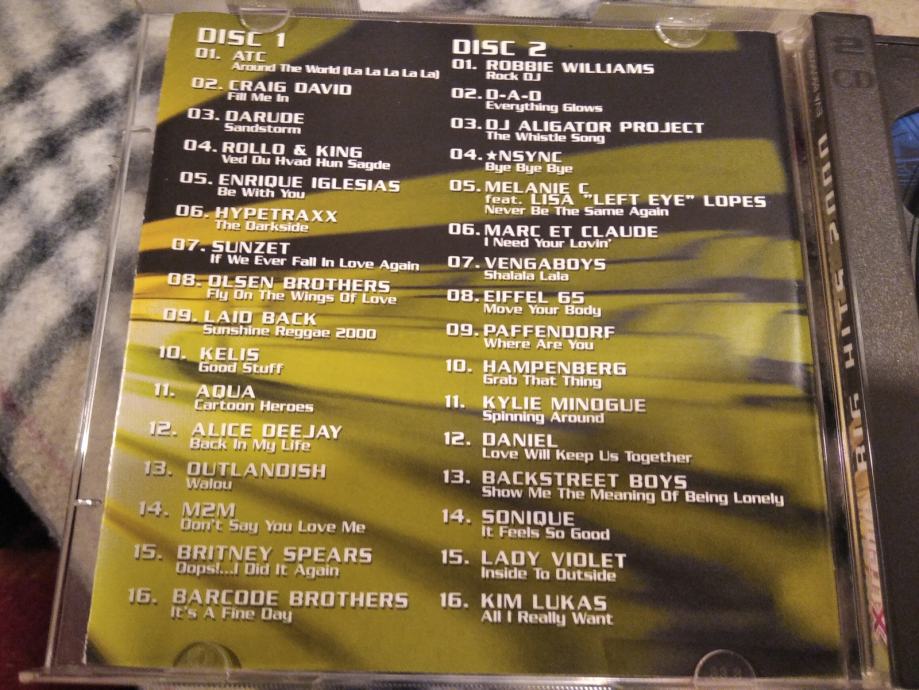 DISC 1
01. ATC
Around The World (La La La La La)
02. CRAIG DAVID
Fill Me In
03. DARUDE
Sandstorm
04. ROLLO & KING
Ved Du Hvad Hun Sagde
05. ENRIQUE IGLESIAS
Be With You
06. HYPETRAXX
The Darkside
07. SUNZET
If We Ever Fall In Love Again
08. OLSEN BROTHERS
Fly On The Wings Of Love
09. LAID BACK
Sunshine Reggae 2000
10. KELIS
Good Stuff
11. AQUA
Cartoon Heroes
12. ALICE DEEJAY
Back In My Life
13. OUTLANDISH
Walou
14. M2M
Don't Say You Love Me
15. BRITNEY SPEARS
Oops!...I Did It Again
16. BARCODE BROTHERS
It's A Fine Day
DISC 2
01. ROBBIE WILLIAMS
Rock DJ
02. D-A-D
Everything Glows
03. DJ ALIGATOR PROJECT
The Whistle Song
04. ★NSYNC
Bye Bye Bye
05. MELANIE C
feat. LISA "LEFT EYE" LOPES
Never Be The Same Again
06. MARC ET CLAUDE
I Need Your Lovin'
07. VENGABOYS
Shalala Lala
08. EIFFEL 65
Move Your Body
09. PAFFENDORF
Where Are You
10. HAMPENBERG
Grab That Thing
11. KYLIE MINOGUE
Spinning Around
12. DANIEL
Love Will Keep Us Together
13. BACKSTREET BOYS
Show Me The Meaning Of Being Lonely
14. SONIQUE
It Feels So Good
15. LADY VIOLET
Inside To Outside
16. KIM LUKAS
All I Really Want
HITS